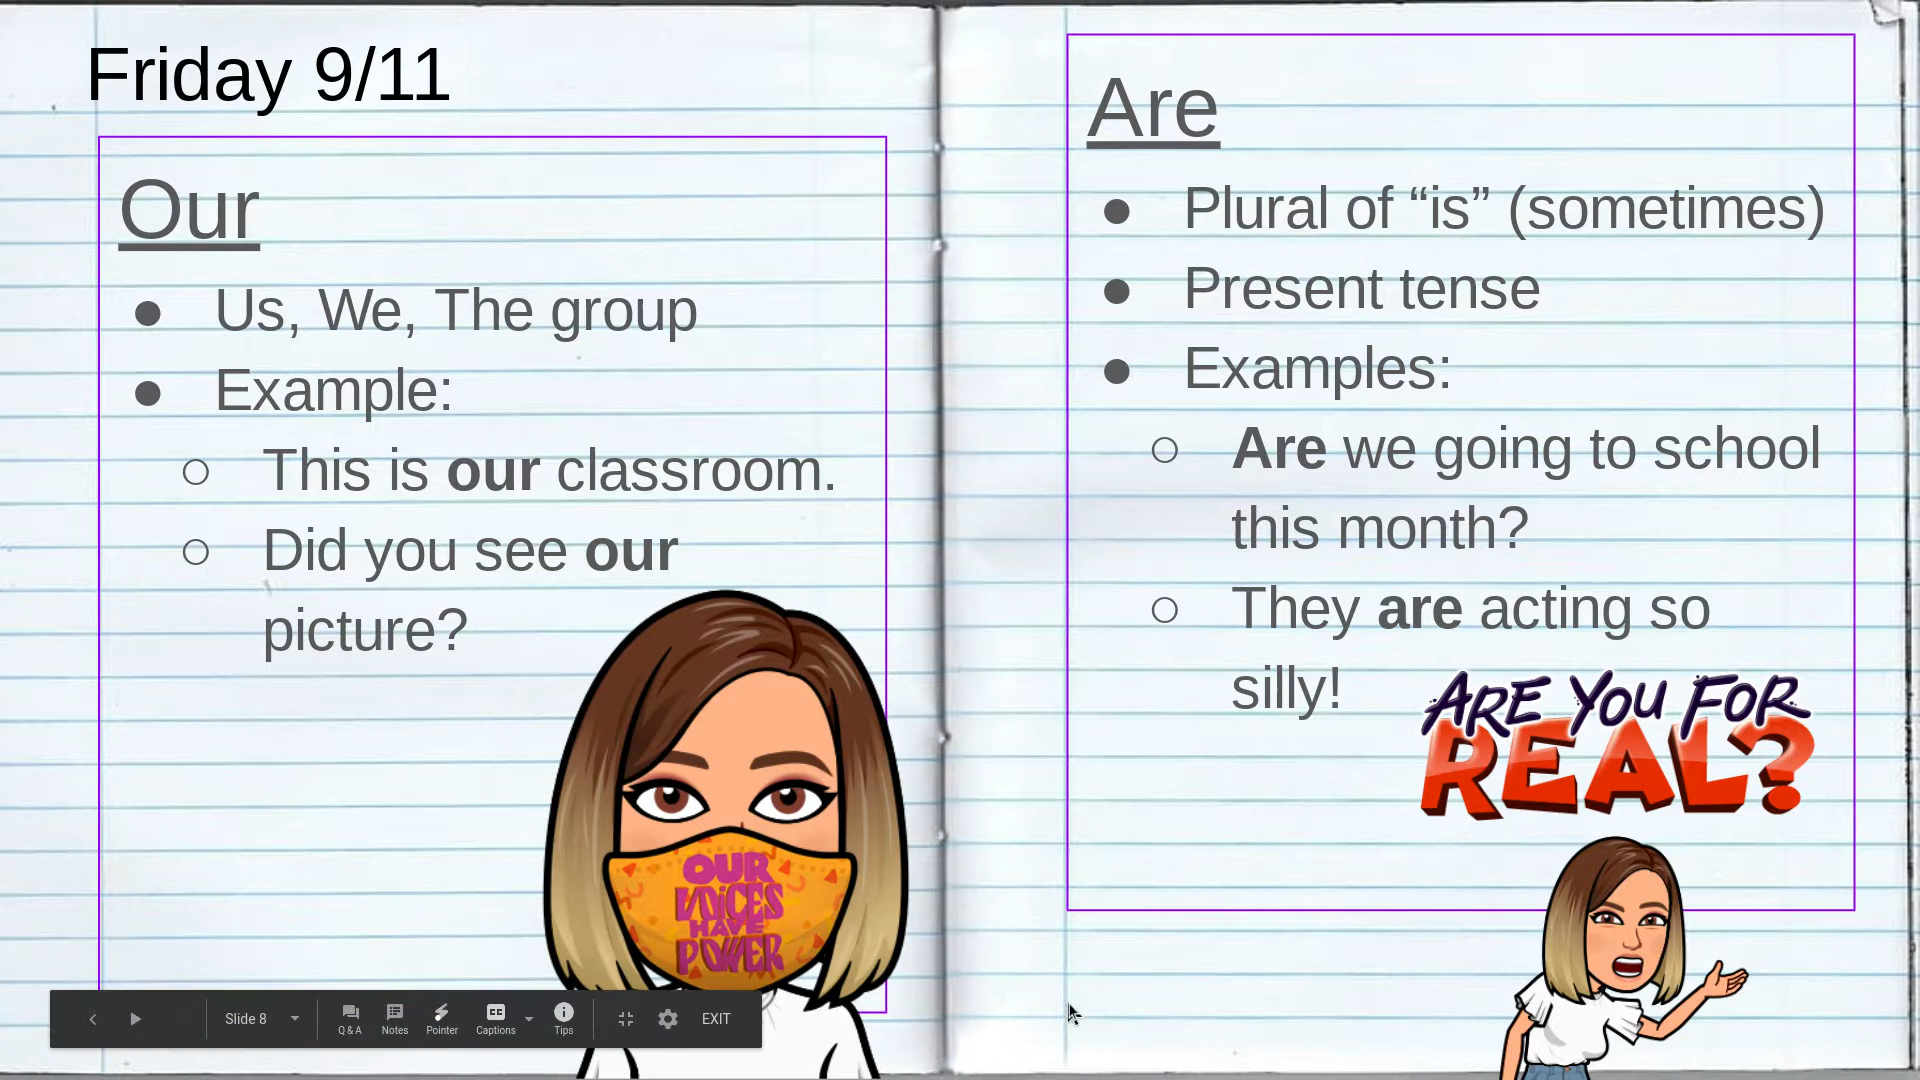 Friday 9/11
Our
● Us, We, The group
● Example:
○ This is our classroom.
○ Did you see our
picture?
OUR
VOICES
HAVE
POWER
Are
● Plural of “is” (sometimes)
● Present tense
● Examples:
○ Are we going to school
this month?
○ They are acting so
silly!
ARE YOU FOR
REAL?
Slide 8
Q & A
Notes
Pointer
CC
Captions
Tips
EXIT